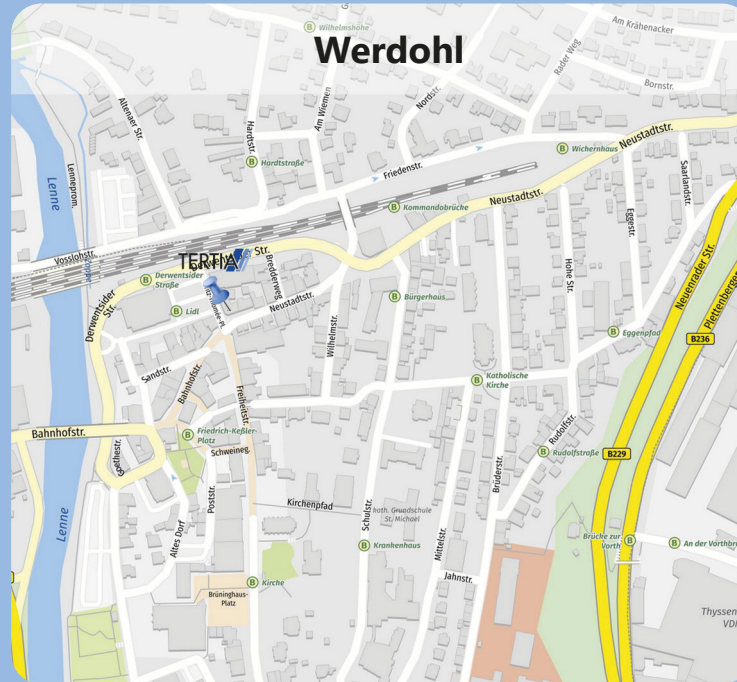 Wilhelmshöhe
Am Krähenacker
Werdohl
Rader Weg
Bornstr.
Nordstr.
Altenaer Str.
Am Wiemen
Hardtstr.
Neustadtstr.
B Wichernhaus
B Hardtstraße
Friedenstr.
Lenneprom.
Lenne
Saarlandstr.
Neustadtstr.
B Kommandobrücke
Eggestr.
Vosslohstr.
Str.
TERTIA
Bredderweg
Hohe Str.
Neuenrader Str.
B Derwentsider
Straße
Derwentsider
Str.
B Bürgerhaus
Neustadtstr.
B Lidl
Plettenberger
Wilhelmstr.
B Eggenpfad
B236
Sandstr.
Bahnhofstr.
B Katholische
Kirche
Freiheitstr.
Bahnhofstr.
B Friedrich-Keßler-
Platz
Rudolfstr.
Goethestr.
Schweineg.
B Rudolfstraße
B229
Brüderstr.
Poststr.
Kirchenpfad
Schulstr.
Kath. Grundschule
St. Michael
Altes Dorf
Mittelstr.
Lenne
B Krankenhaus
Brücke zur
Vorth B
B An der Vorthbr
Jahnstr.
B Kirche
Brüninghaus-
Platz
Thyssen
VD